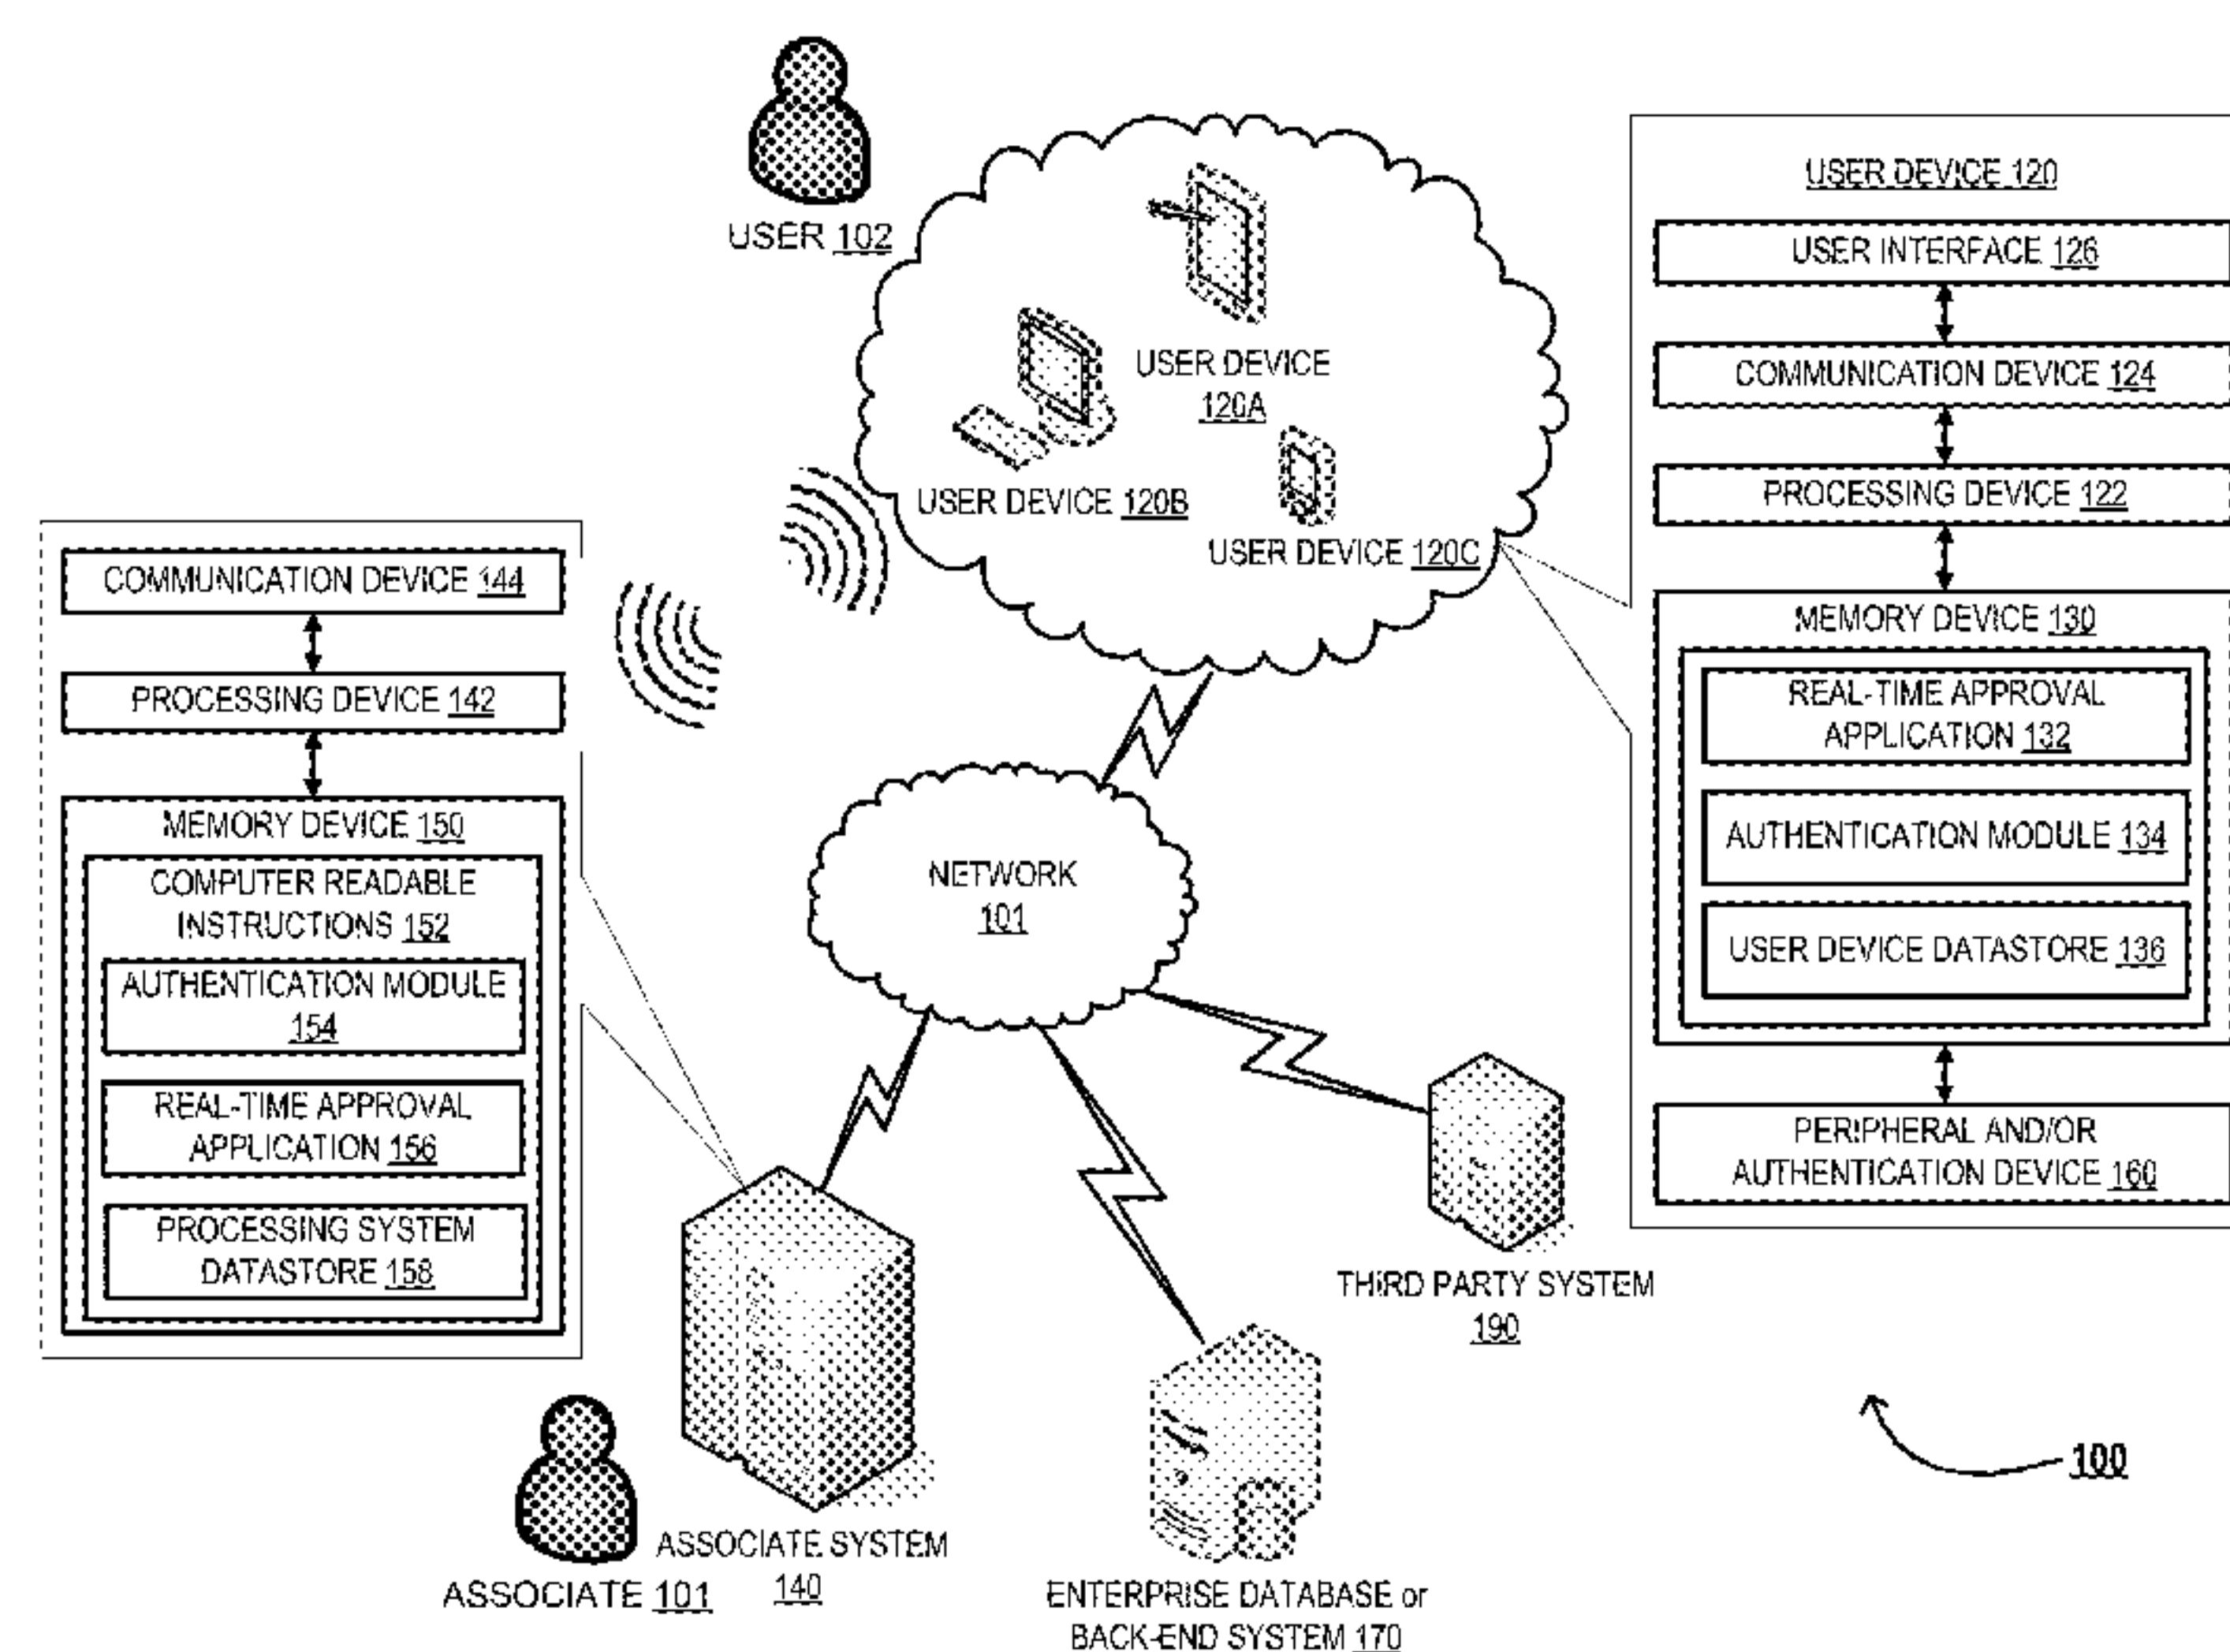 USER 102
USER DEVICE
120A
USER DEVICE 120B
USER DEVICE 120C
USER DEVICE 120
USER INTERFACE 126
COMMUNICATION DEVICE 124
PROCESSING DEVICE 122
MEMORY DEVICE 130
REAL-TIME APPROVAL
APPLICATION 132
AUTHENTICATION MODULE 134
USER DEVICE DATASTORE 136
PERIPHERAL AND/OR
AUTHENTICATION DEVICE 160
COMMUNICATION DEVICE 144
PROCESSING DEVICE 142
MEMORY DEVICE 150
COMPUTER READABLE
INSTRUCTIONS 152
AUTHENTICATION MODULE
154
REAL-TIME APPROVAL
APPLICATION 156
PROCESSING SYSTEM
DATASTORE 158
NETWORK
101
THIRD PARTY SYSTEM
190
100
ASSOCIATE SYSTEM
140
ASSOCIATE 101
ENTERPRISE DATABASE or
BACK-END SYSTEM 170